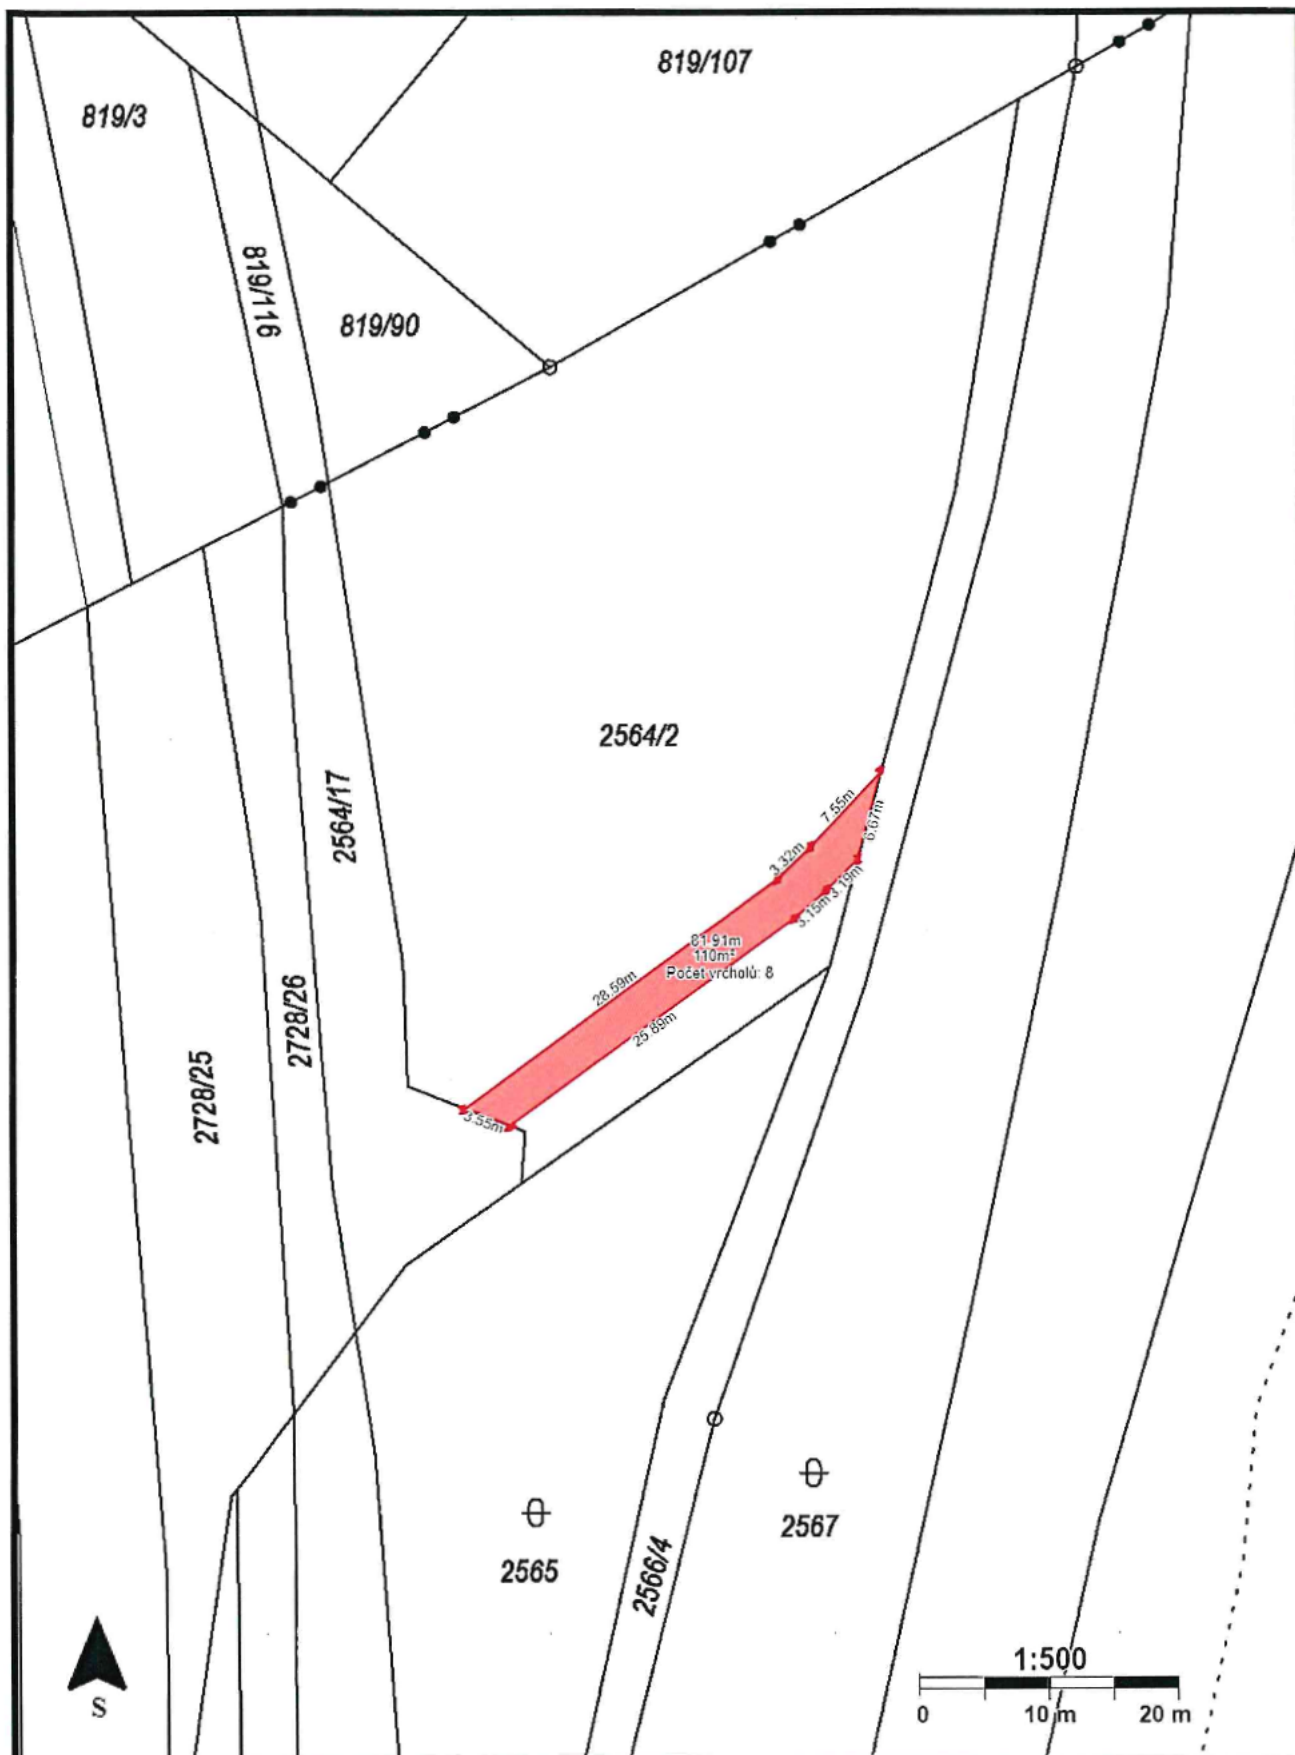 819/107
819/3
819/116
819/90
2564/2
2564/17
7.55m
6.67m
3.32m
3.19m
3.15m
81.91m
110m²
Počet vrcholů: 8
28.59m
25.89m
3.55m
2728/26
2728/25
2567
2565
2566/4
1:500
0 10 m 20 m
S